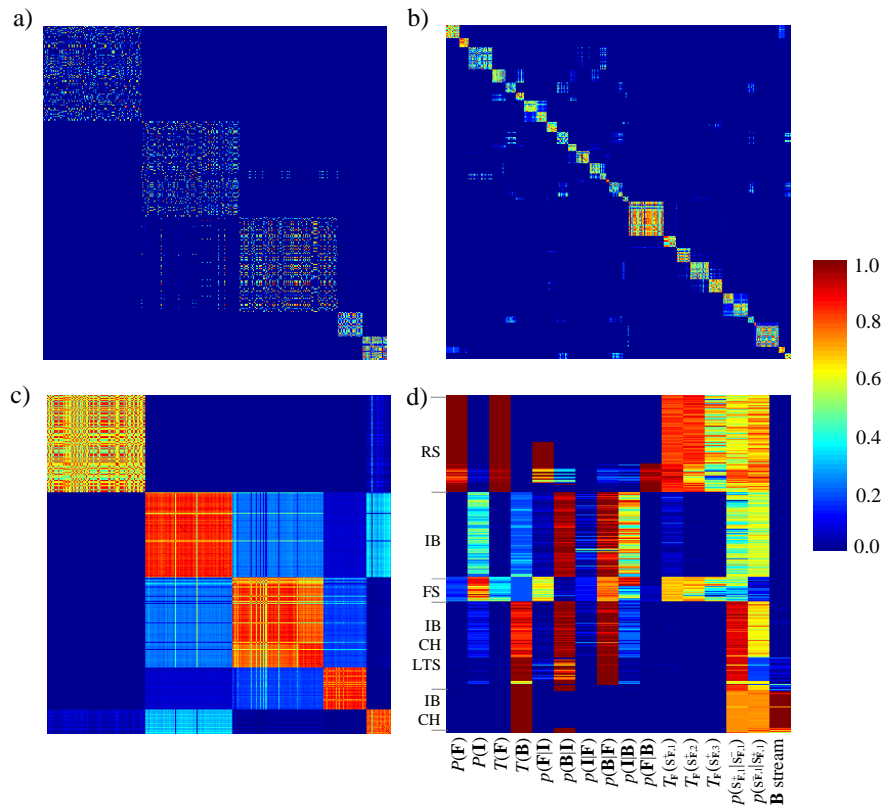 a)
b)
1.0
0.8
0.6
0.4
0.2
0.0
c)
d)
RS
IB
FS
IB
CH
LTS
IB
CH
P(F)
P(I)
T(F)
T(B)
p(F|I)
p(B|I)
p(I|F)
p(B|F)
p(I|B)
p(F|B)
B stream